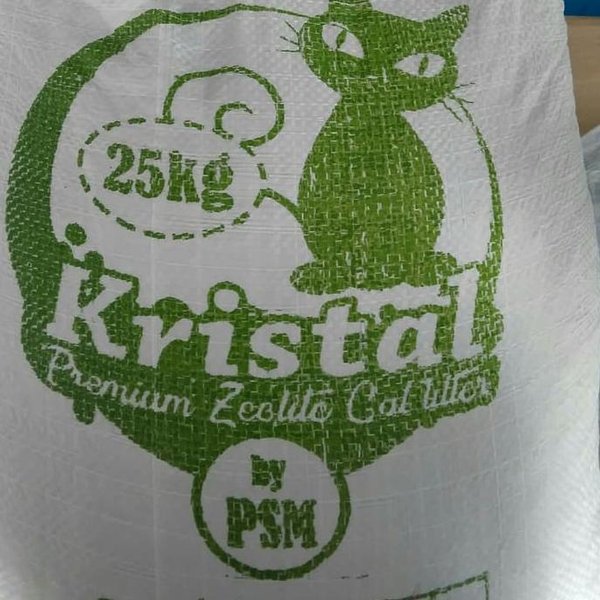 25kg
Kristal
Premium Zeolite Cat litter
by
PSM